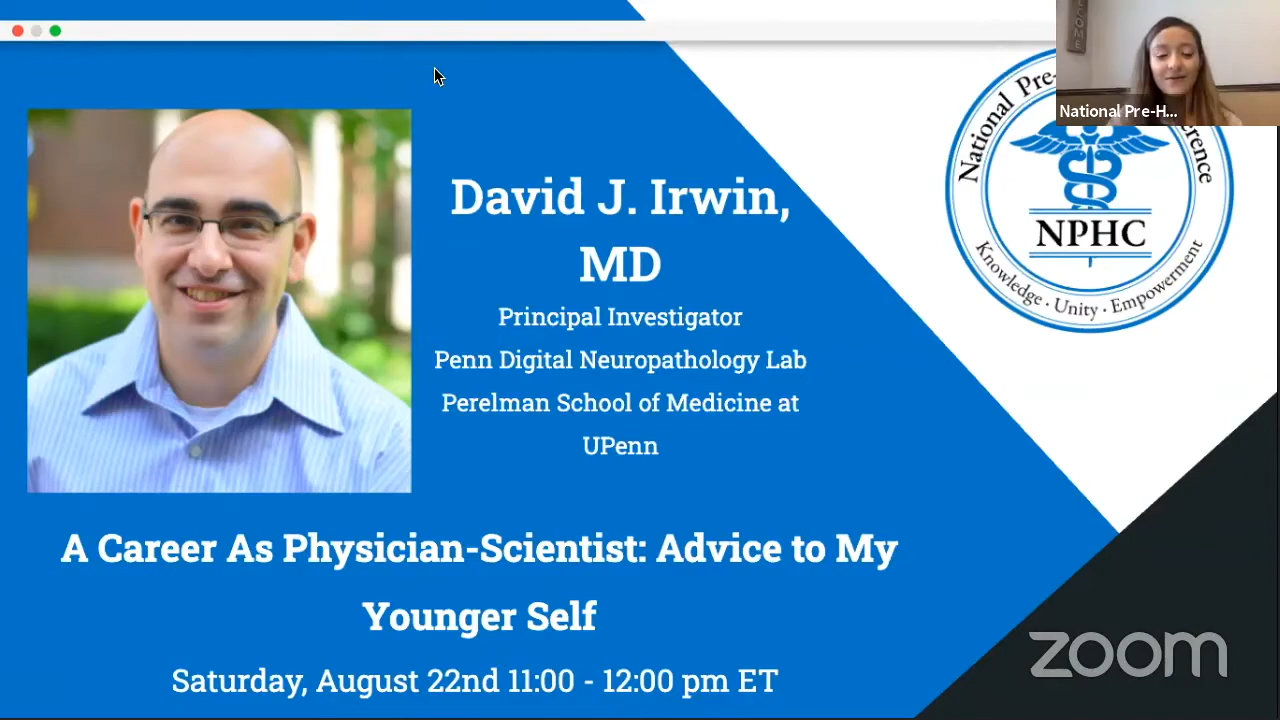 David J. Irwin,
MD
Principal Investigator
Penn Digital Neuropathology Lab
Perelman School of Medicine at
UPenn
A Career As Physician-Scientist: Advice to My
Younger Self
Saturday, August 22nd 11:00 - 12:00 pm ET
National Pre-
erence
NPHC
Knowledge · Unity · Empowerment
National Pre-H...
COME
zoom